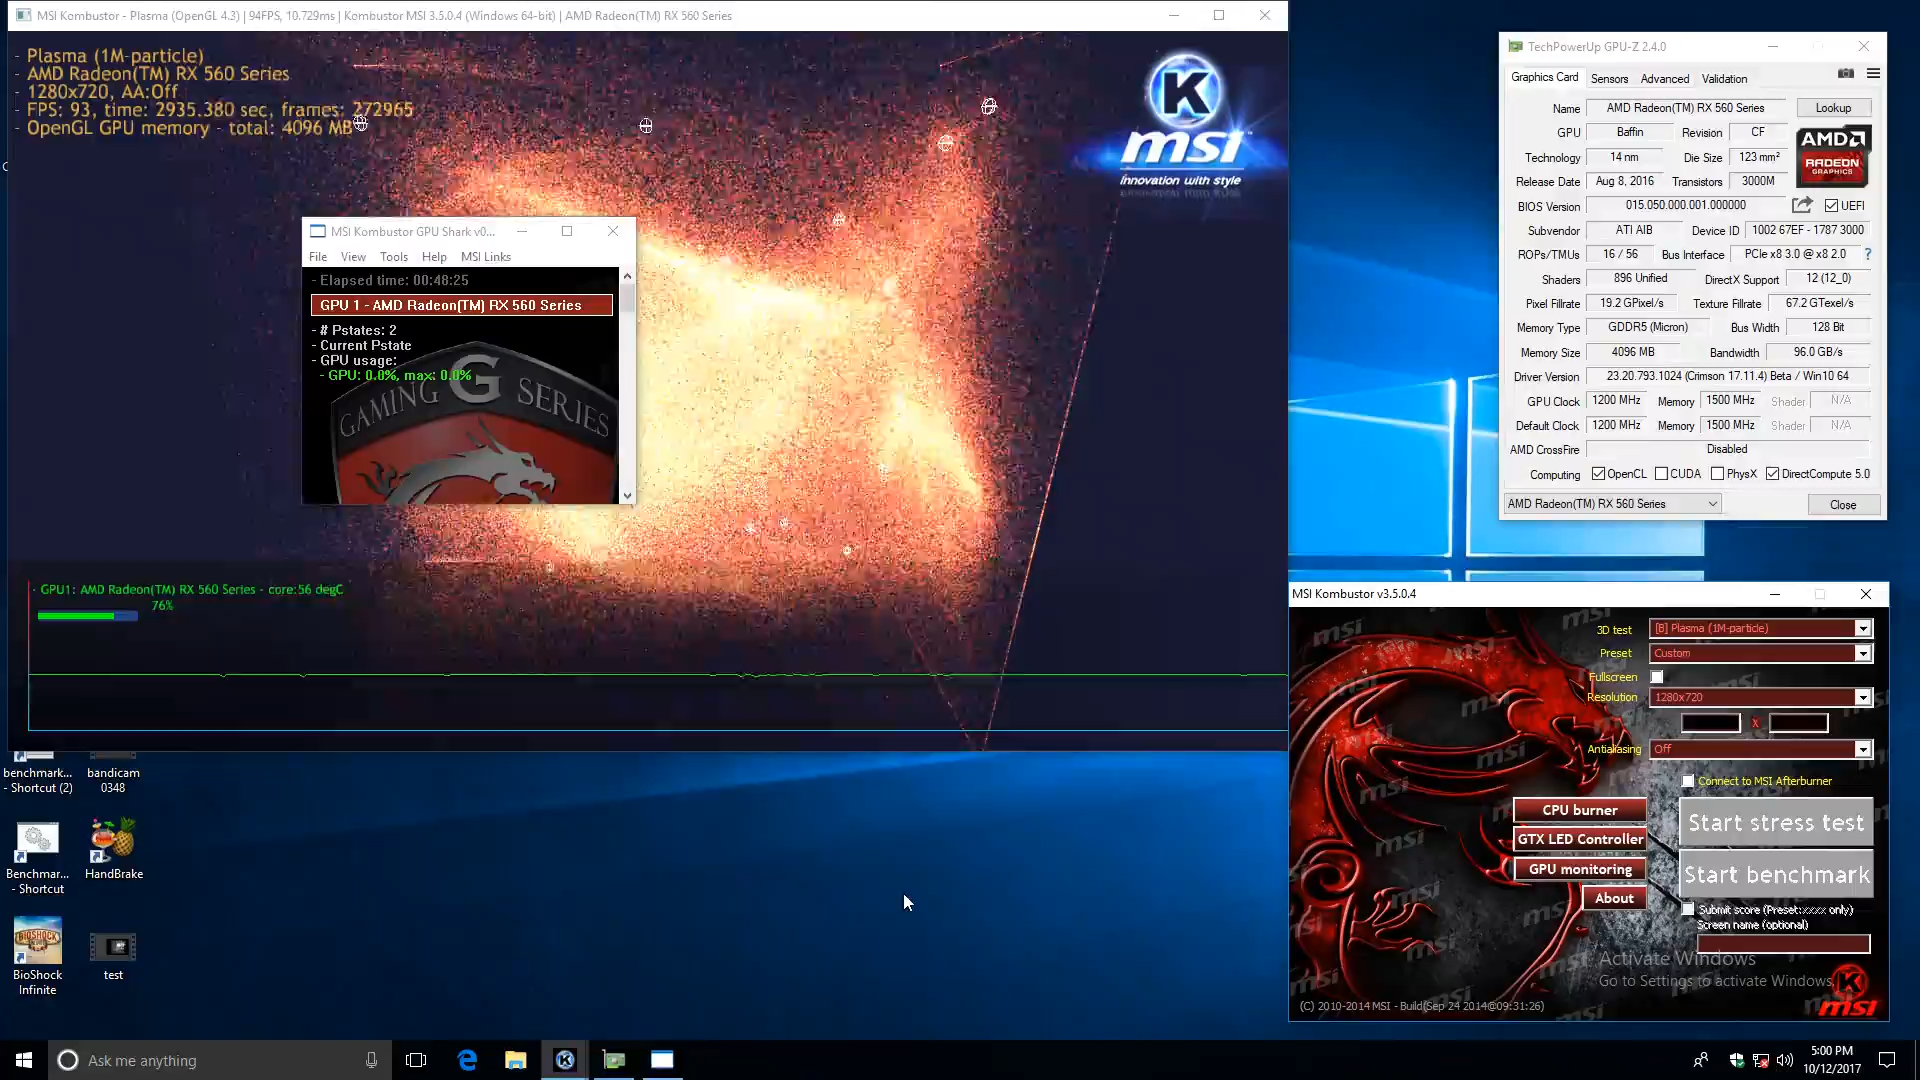 MSI Kombustor - Plasma (OpenGL 4.3) | 94FPS, 10.729ms | Kombustor MSI 3.5.0.4 (Windows 64-bit) | AMD Radeon(TM) RX 560 Series
- Plasma (1M-particle)
- AMD Radeon(TM) RX 560 Series
- 1280x720, AA:Off
- FPS: 93, time: 2935.380 sec, frames: 272965
- OpenGL GPU memory - total: 4096 MB
K
msi
innovation with style
MSI Kombustor GPU Shark v0...
File View Tools Help MSI Links
- Elapsed time: 00:48:25
GPU 1 - AMD Radeon(TM) RX 560 Series
- # Pstates: 2
- Current Pstate
- GPU usage:
- GPU: 0.0%, max: 0.0%
GAMING G SERIES
- GPU1: AMD Radeon(TM) RX 560 Series - core:56 degC
76%
TechPowerUp GPU-Z 2.4.0
Graphics Card Sensors Advanced Validation
Name AMD Radeon(TM) RX 560 Series Lookup
GPU Baffin Revision CF
Technology 14 nm Die Size 123 mm²
Release Date Aug 8, 2016 Transistors 3000M
BIOS Version 015.050.000.001.000000 UEFI
Subvendor ATI AIB Device ID 1002 67EF - 1787 3000
ROPs/TMUs 16 / 56 Bus Interface PCIe x8 3.0 @ x8 2.0 ?
Shaders 896 Unified DirectX Support 12 (12_0)
Pixel Fillrate 19.2 GPixel/s Texture Fillrate 67.2 GTexel/s
Memory Type GDDR5 (Micron) Bus Width 128 Bit
Memory Size 4096 MB Bandwidth 96.0 GB/s
Driver Version 23.20.793.1024 (Crimson 17.11.4) Beta / Win10 64
GPU Clock 1200 MHz Memory 1500 MHz Shader N/A
Default Clock 1200 MHz Memory 1500 MHz Shader N/A
AMD CrossFire Disabled
Computing OpenCL CUDA PhysX DirectCompute 5.0
AMD Radeon(TM) RX 560 Series Close
AMD
RADEON
GRAPHICS
MSI Kombustor v3.5.0.4
3D test [B] Plasma (1M-particle)
Preset Custom
Fullscreen
Resolution 1280x720
X
Antialiasing Off
Connect to MSI Afterburner
CPU burner
GTX LED Controller
GPU monitoring
About
Start stress test
Start benchmark
Submit score (Preset:xxxx only)
Screen name (optional)
Activate Windows
Go to Settings to activate Windows.
K
msi
(C) 2010-2014 MSI - Build(Sep 24 2014@09:31:26)
benchmark...
- Shortcut (2)
bandicam
0348
Benchmar...
- Shortcut
HandBrake
BIOSHOCK
INFINITE
BioShock
Infinite
test
Ask me anything
5:00 PM
10/12/2017